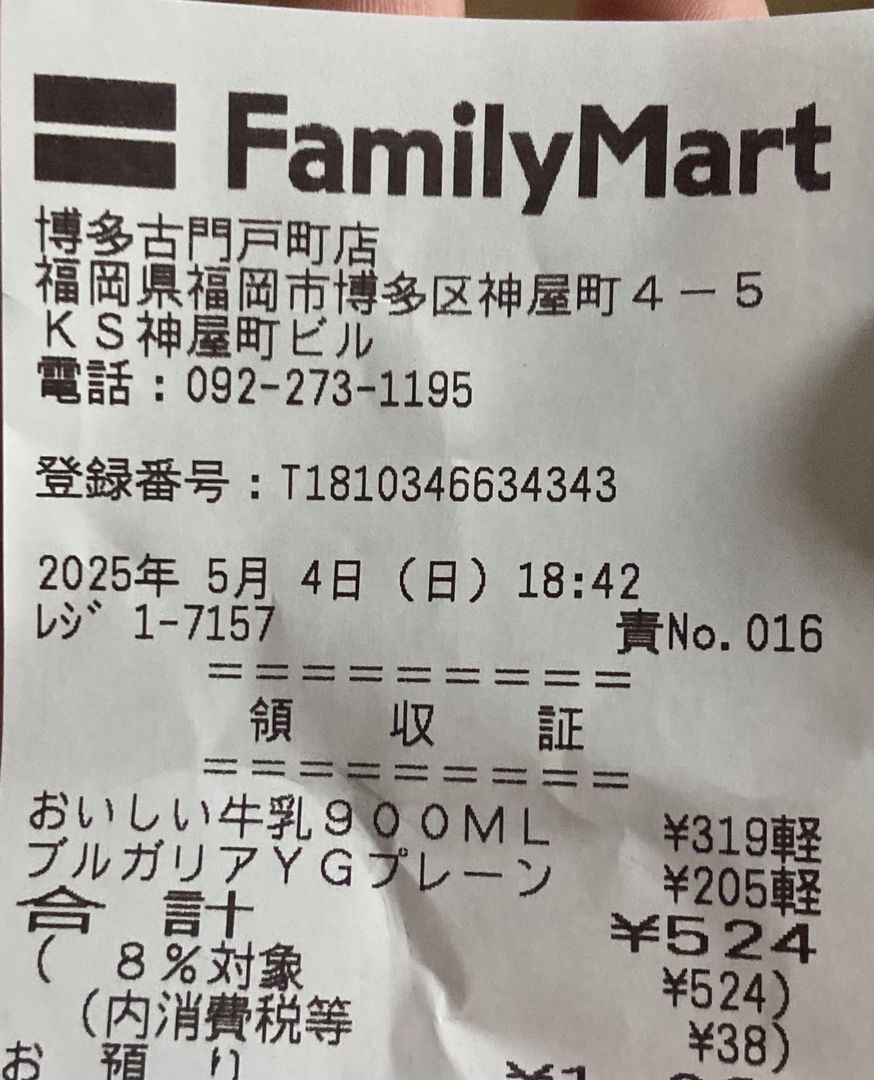 FamilyMart
博多古門戸町店
福岡県福岡市博多区神屋町4-5
KS神屋町ビル
電話:092-273-1195
登録番号:T1810346634343
2025年 5月 4日(日)18:42
レジ 1-7157 責No.016
=========
領 収 証
=========
おいしい牛乳900ML ¥319軽
ブルガリアYGプレーン ¥205軽
合 計 ¥524
( 8%対象 ¥524)
(内消費税等 ¥38)
お 預 り